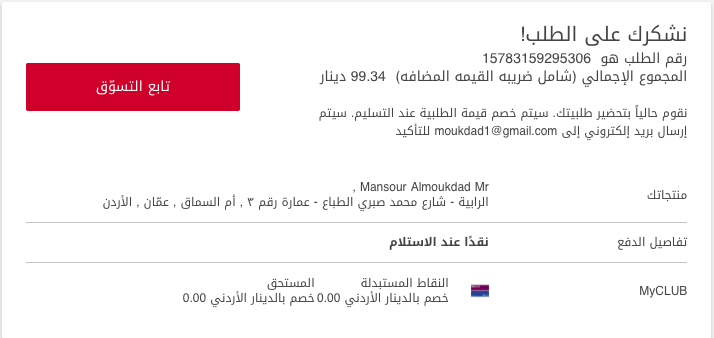 نشكرك على الطلب!
رقم الطلب هو 15783159295306
المجموع الإجمالي (شامل ضريبه القيمه المضافه) 99.34 دينار
تابع التسوّق
نقوم حالياً بتحضير طلبيتك. سيتم خصم قيمة الطلبية عند التسليم. سيتم
إرسال بريد إلكتروني إلى moukdad1@gmail.com للتأكيد
منتجاتك
Mansour Almoukdad Mr ,
الرابية - شارع محمد صبري الطباع - عمارة رقم ٣ , أم السماق , عمّان , الأردن
تفاصيل الدفع
نقدًا عند الاستلام
MyCLUB
النقاط المستبدلة المستحق
خصم بالدينار الأردني 0.00 خصم بالدينار الأردني 0.00